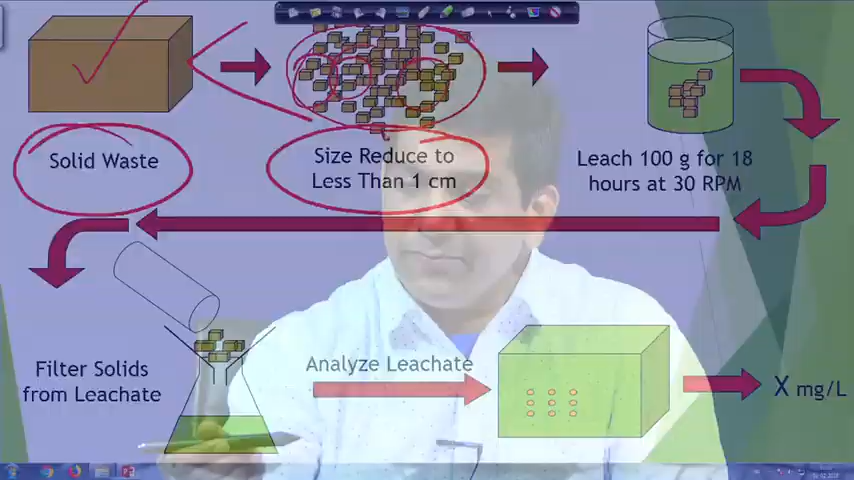 Solid Waste
Size Reduce to
Less Than 1 cm
Leach 100 g for 18
hours at 30 RPM
Filter Solids
from Leachate
Analyze Leachate
X mg/L